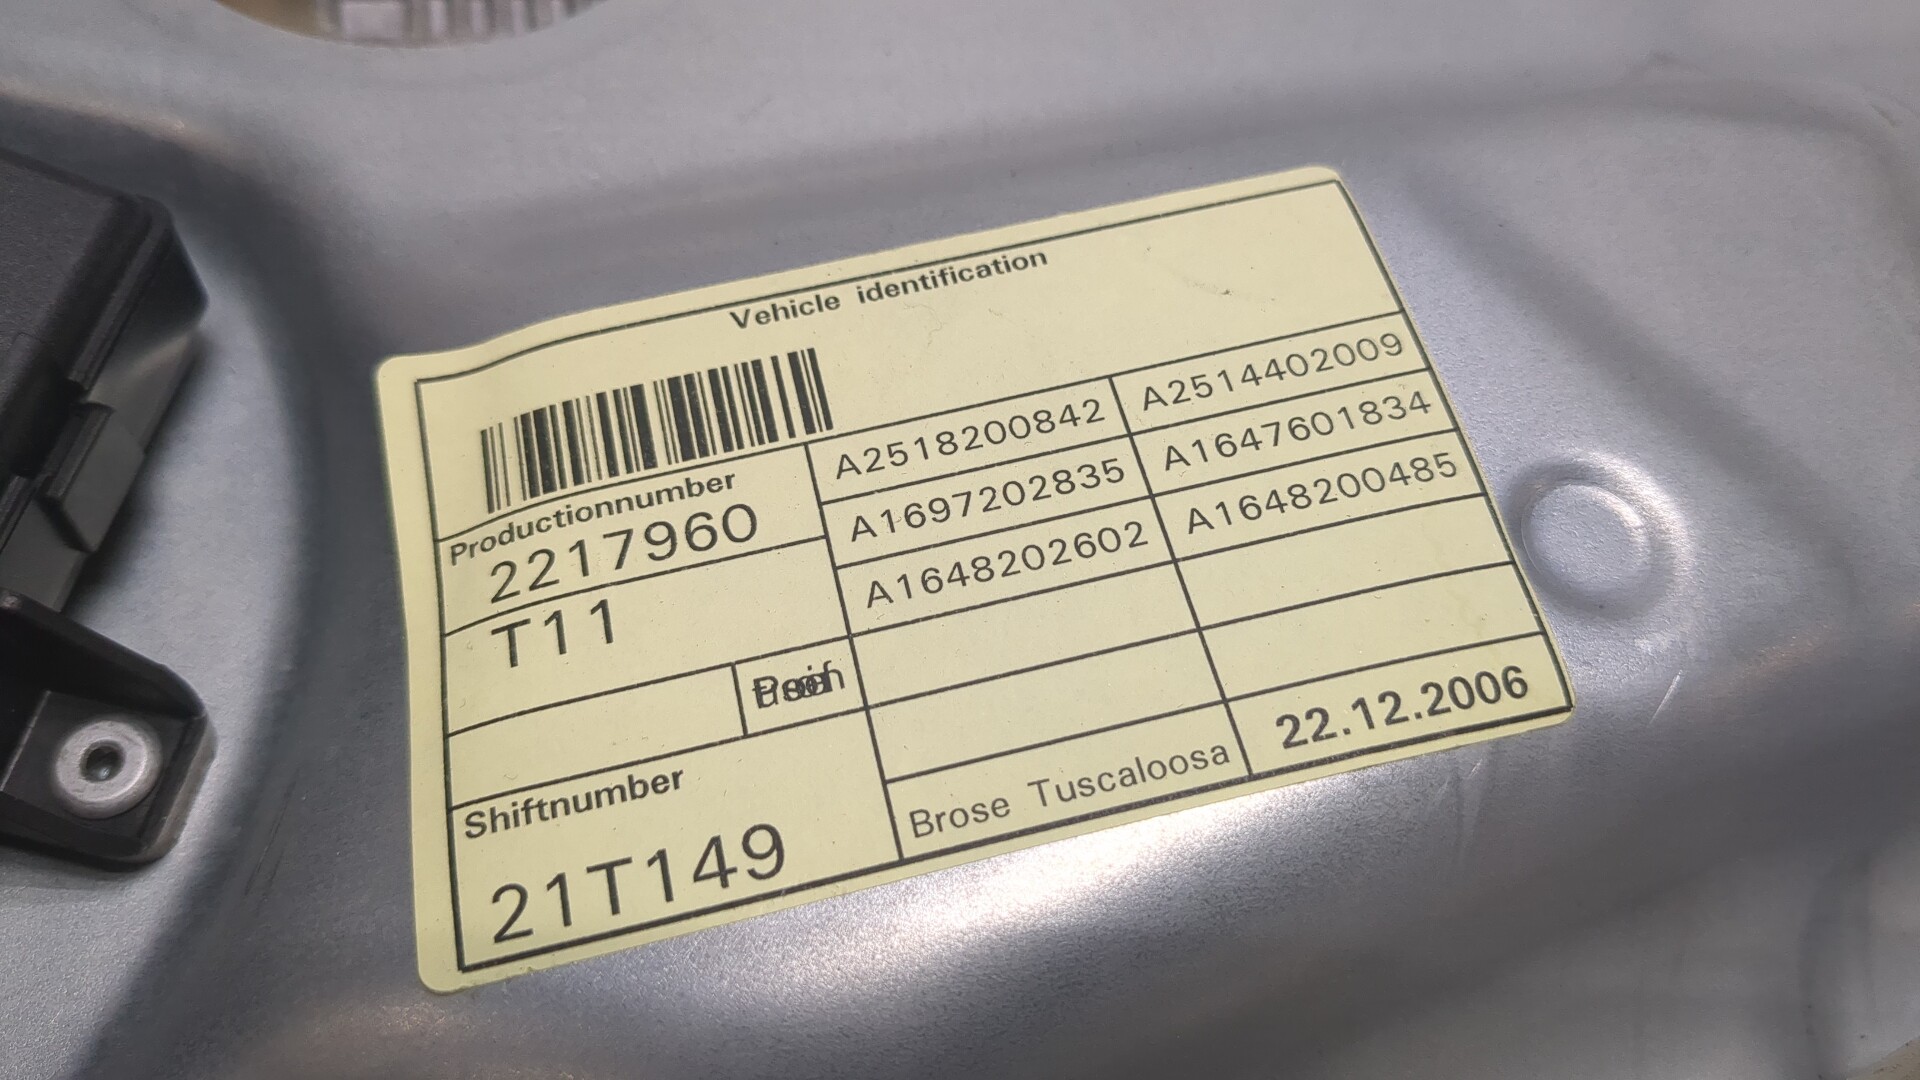 Vehicle identification
Productionnumber
2217960
T11
Shiftnumber
21T149
A2518200842 A2514402009
A1697202835 A1647601834
A1648202602 A1648200485
Brose Tuscaloosa 22.12.2006